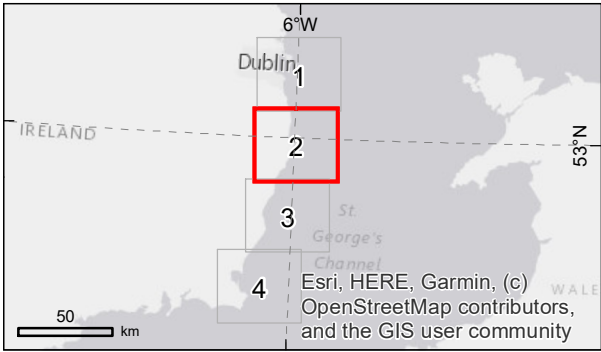 6°W
Dublin
1
IRELAND
2
53°N
3
St.
George's
Channel
4
WALE
50
km
Esri, HERE, Garmin, (c)
OpenStreetMap contributors,
and the GIS user community